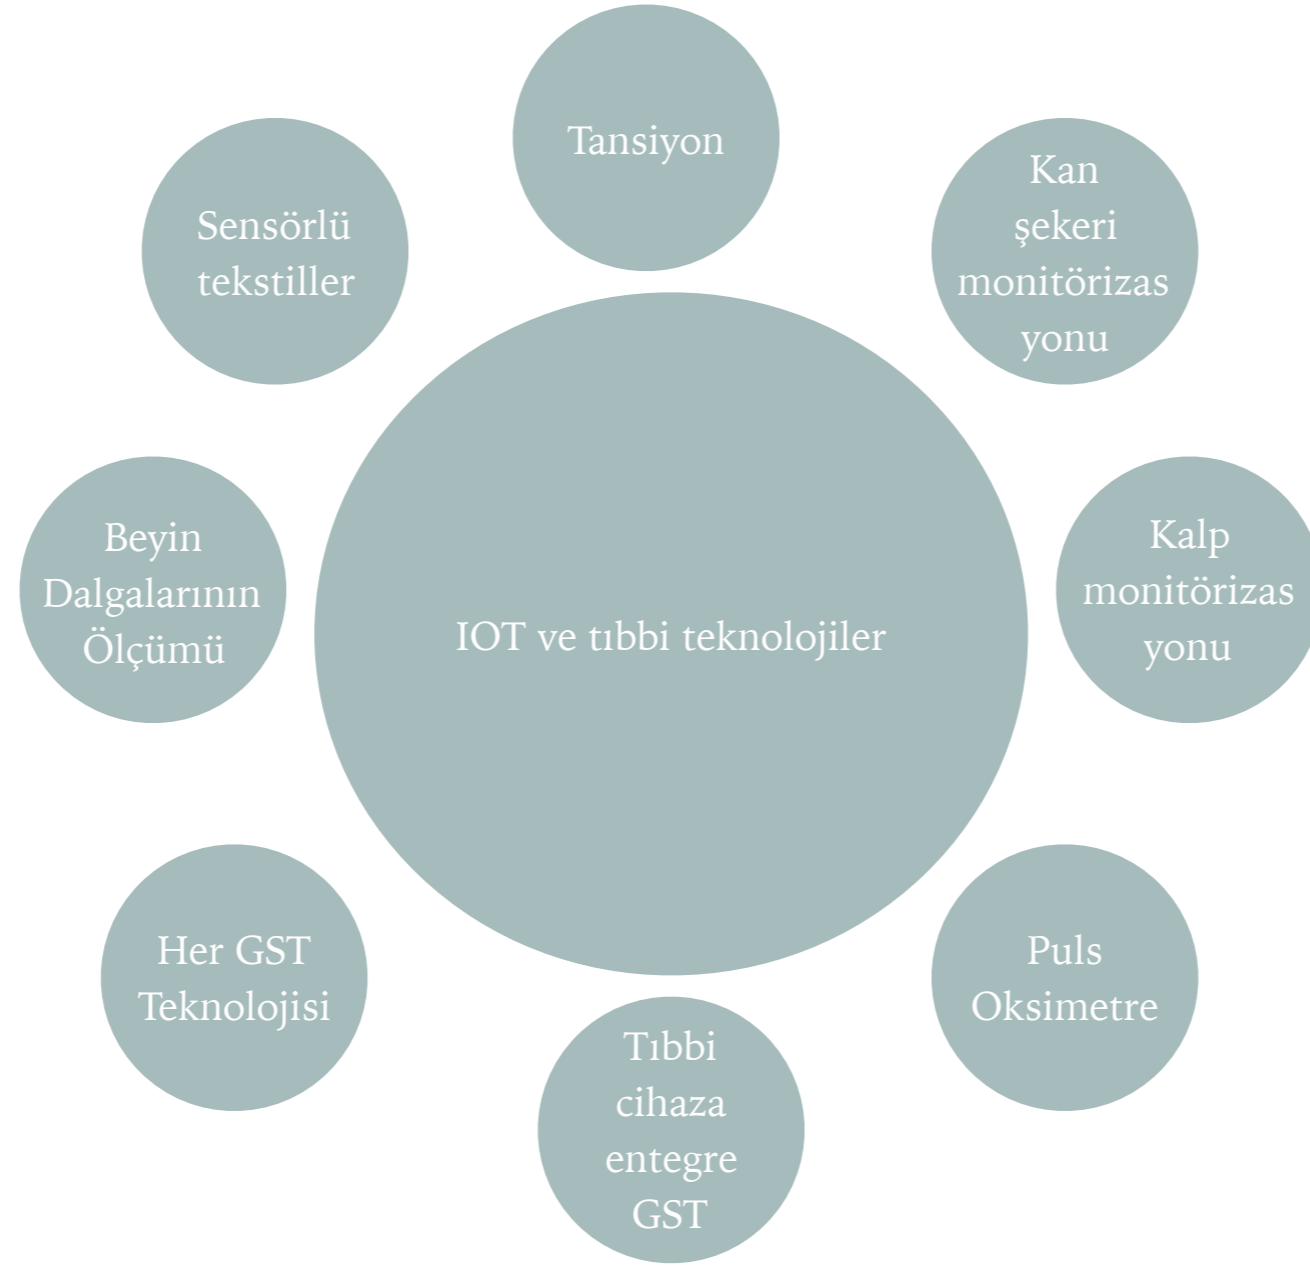 Tansiyon
Kan
şekeri
monitörizas
yonu
Kalp
monitörizas
yonu
Puls
Oksimetre
Tıbbi
cihaza
entegre
GST
Her GST
Teknolojisi
Beyin
Dalgalarının
Ölçümü
Sensörlü
tekstiller
IOT ve tıbbi teknolojiler